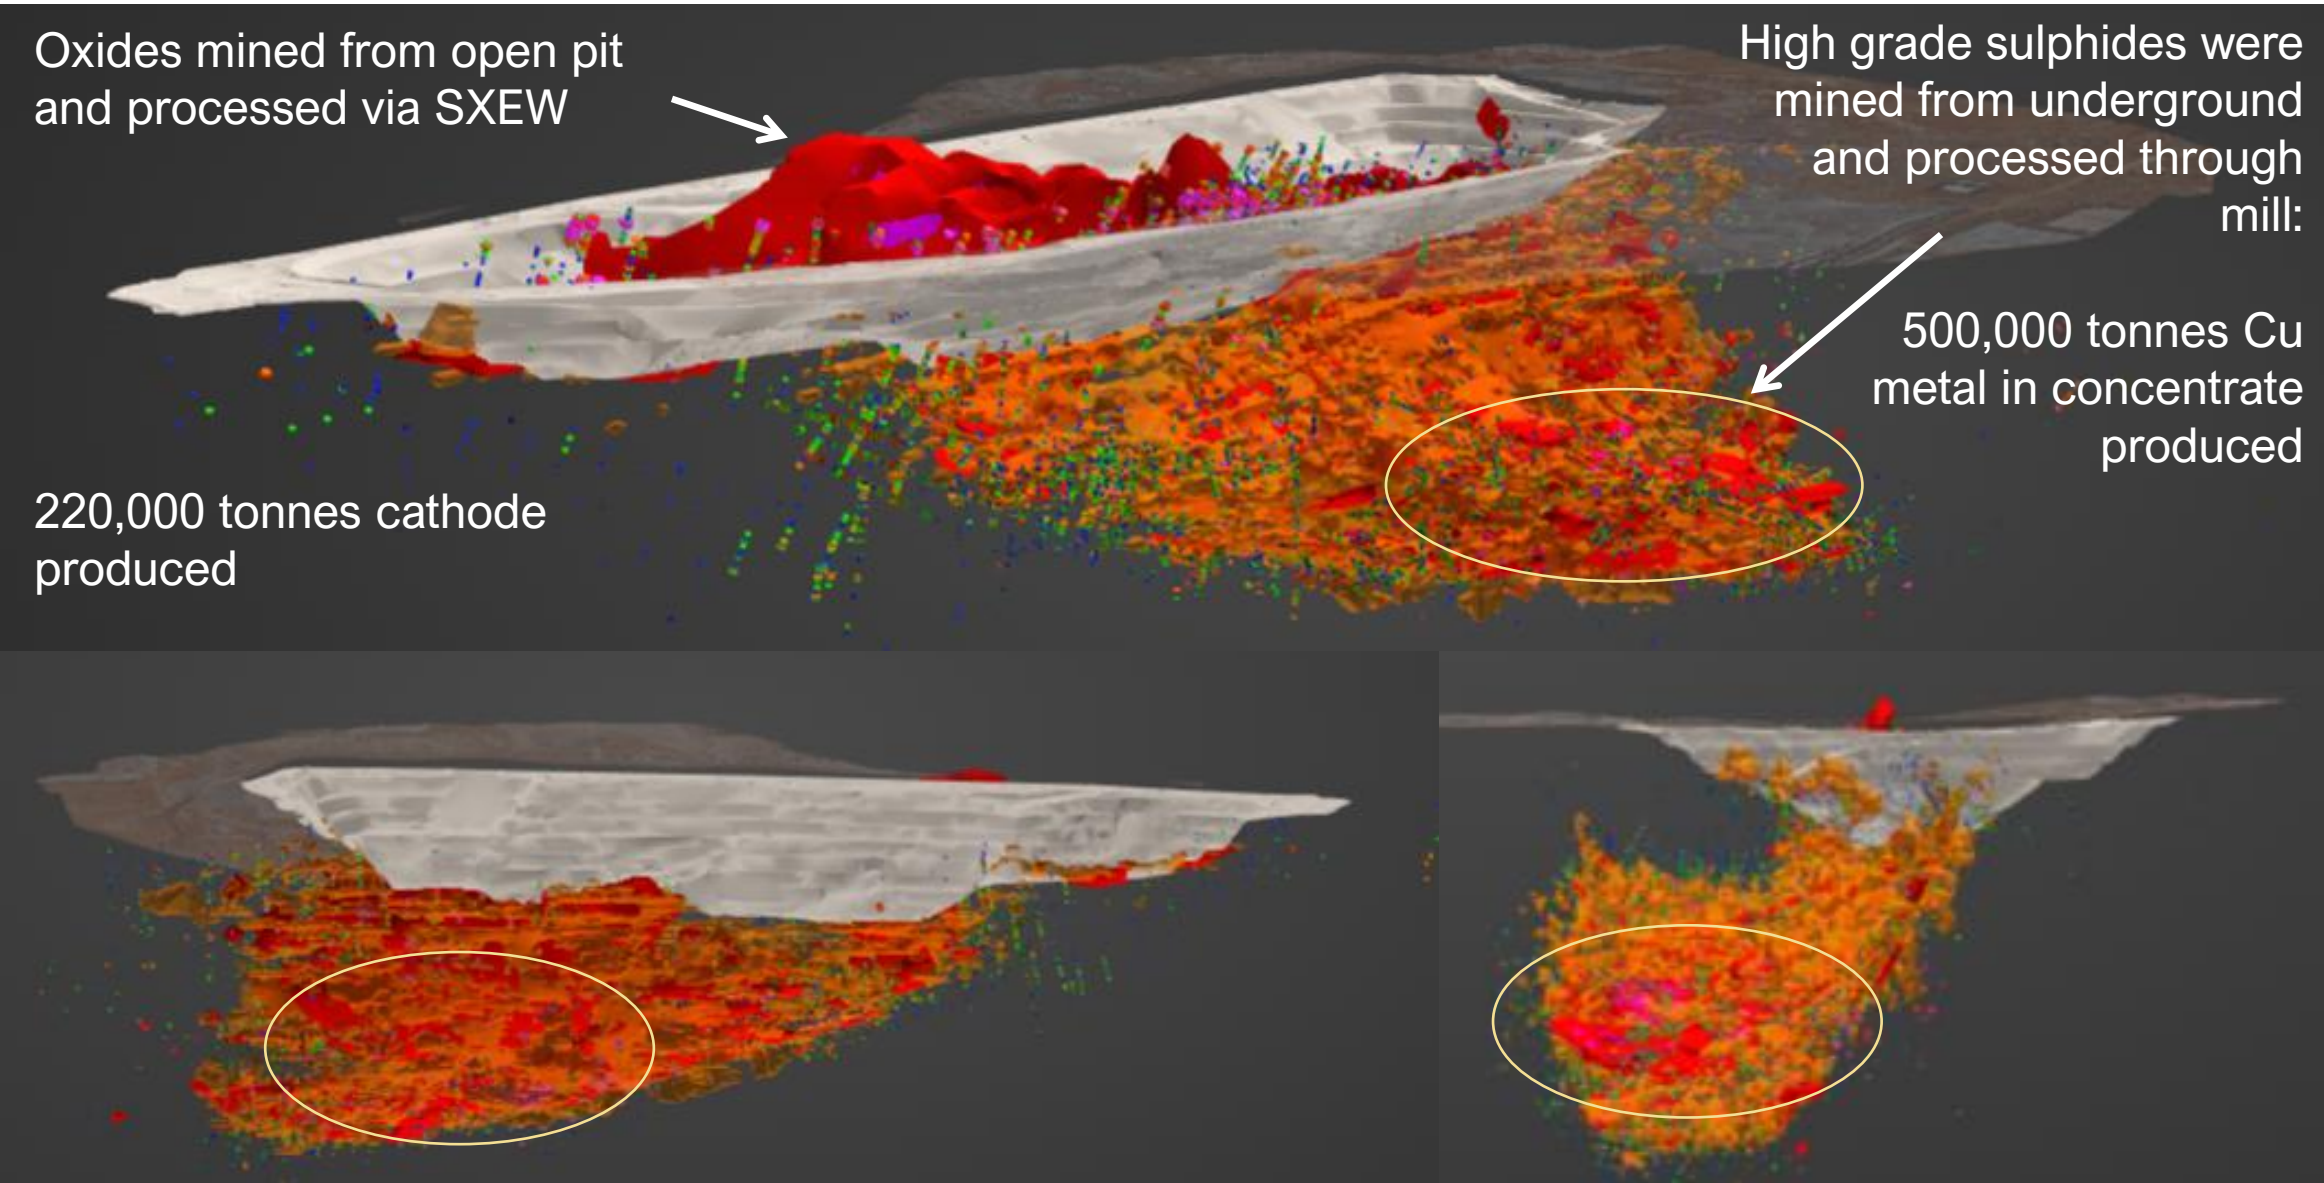 Oxides mined from open pit
and processed via SXEW
220,000 tonnes cathode
produced
High grade sulphides were
mined from underground
and processed through
mill:
500,000 tonnes Cu
metal in concentrate
produced